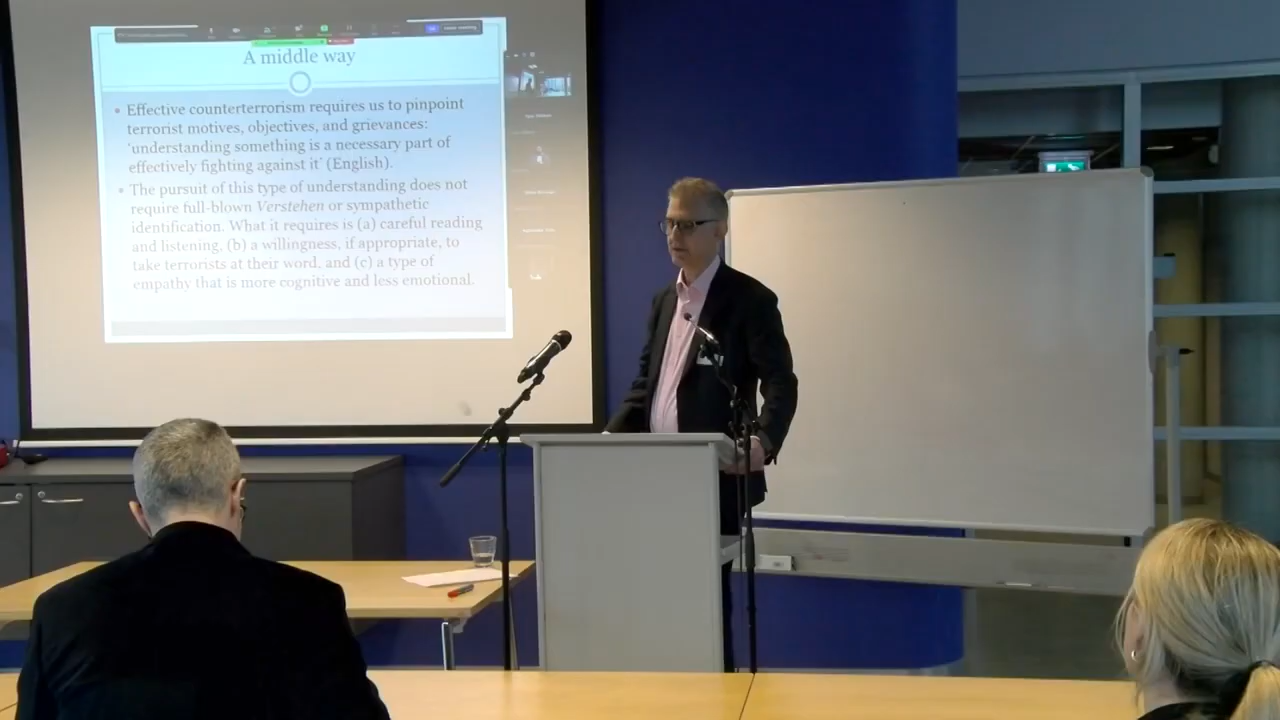 A middle way
• Effective counterterrorism requires us to pinpoint
terrorist motives, objectives, and grievances:
'understanding something is a necessary part of
effectively fighting against it' (English).
• The pursuit of this type of understanding does not
require full-blown Verstehen or sympathetic
identification. What it requires is (a) careful reading
and listening, (b) a willingness, if appropriate, to
take terrorists at their word, and (c) a type of
empathy that is more cognitive and less emotional.